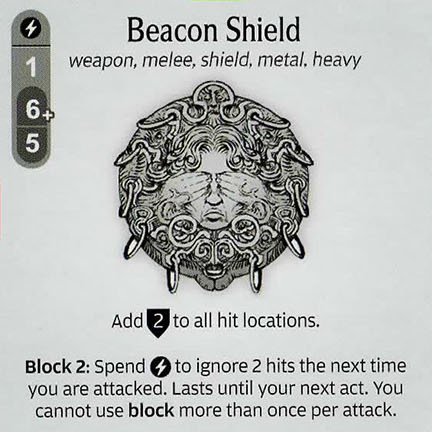 Beacon Shield
weapon, melee, shield, metal, heavy
1
6+
5
Add 2 to all hit locations.
Block 2: Spend to ignore 2 hits the next time
you are attacked. Lasts until your next act. You
cannot use block more than once per attack.